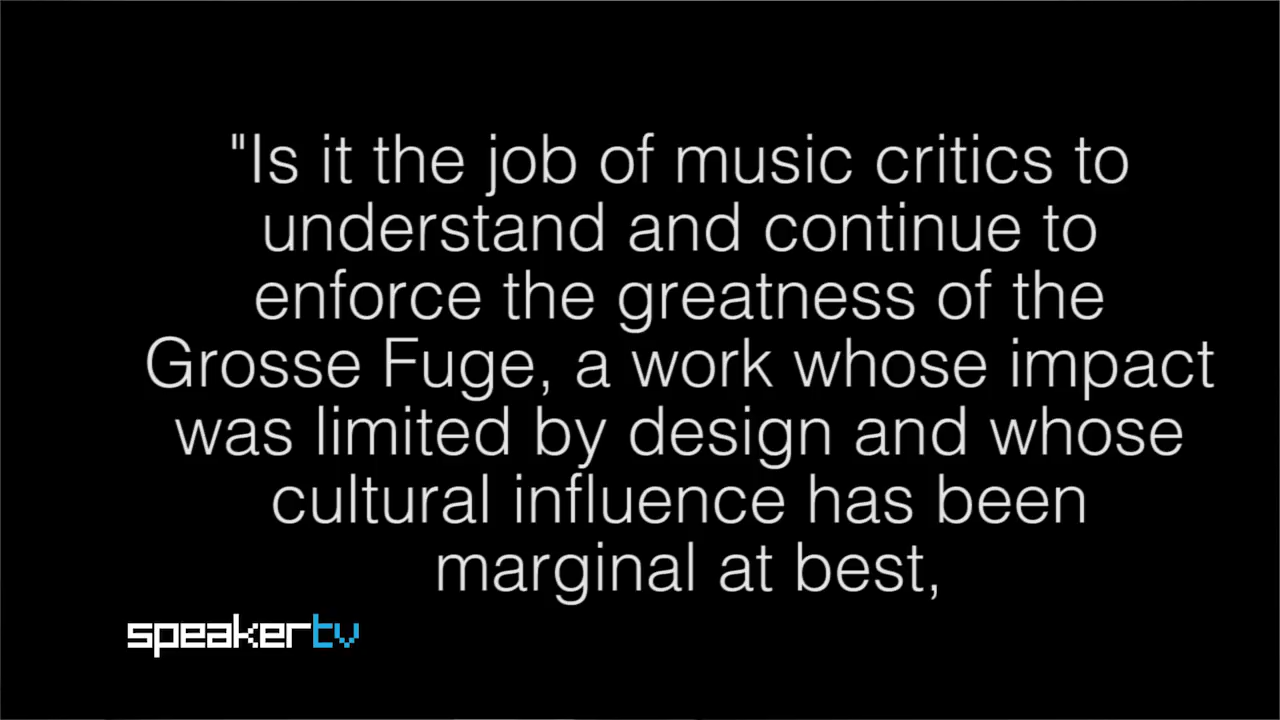 "Is it the job of music critics to
understand and continue to
enforce the greatness of the
Grosse Fuge, a work whose impact
was limited by design and whose
cultural influence has been
marginal at best,
speakertv